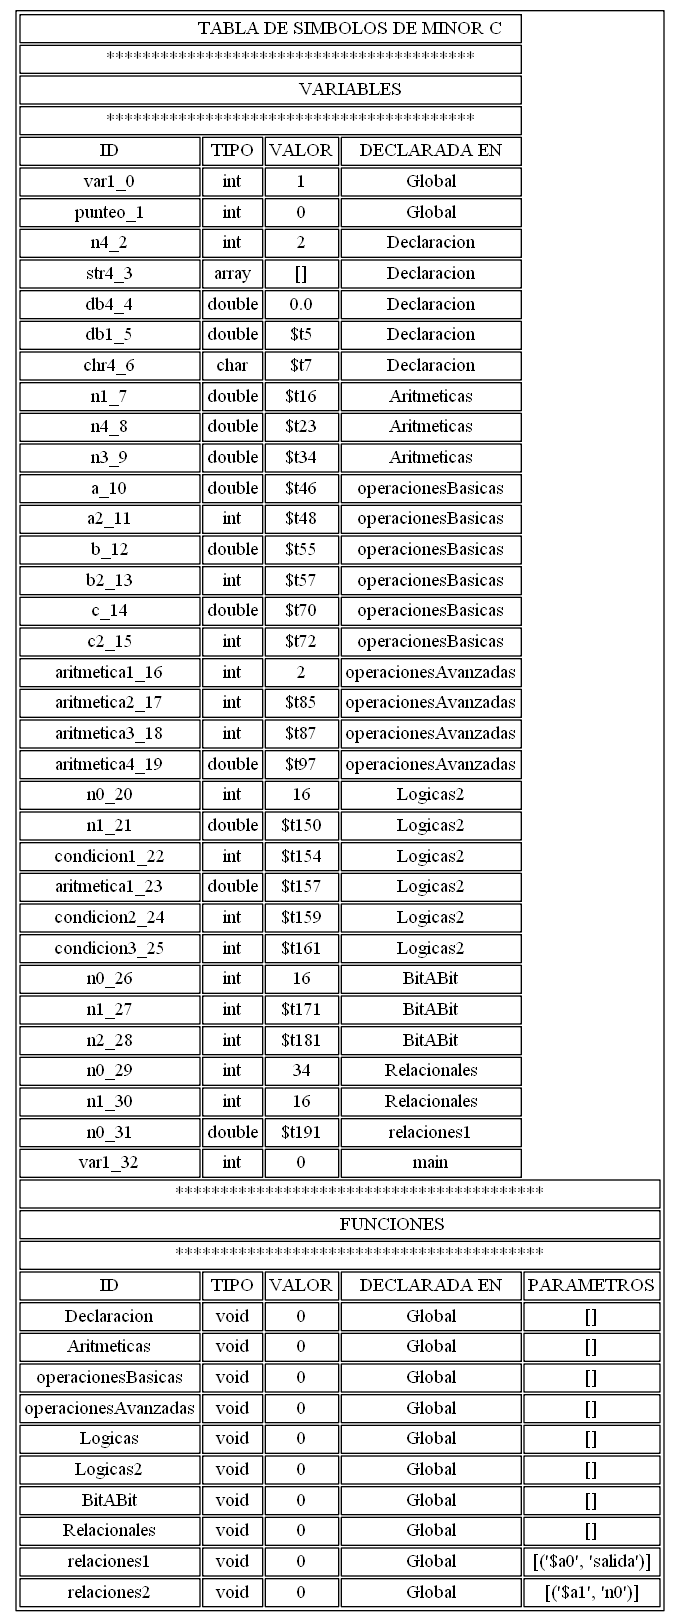 TABLA DE SIMBOLOS DE MINOR C
*****************************************
VARIABLES
*****************************************
ID TIPO VALOR DECLARADA EN
var1_0 int 1 Global
punteo_1 int 0 Global
n4_2 int 2 Declaracion
str4_3 array [] Declaracion
db4_4 double 0.0 Declaracion
db1_5 double $t5 Declaracion
chr4_6 char $t7 Declaracion
n1_7 double $t16 Aritmeticas
n4_8 double $t23 Aritmeticas
n3_9 double $t34 Aritmeticas
a_10 double $t46 operacionesBasicas
a2_11 int $t48 operacionesBasicas
b_12 double $t55 operacionesBasicas
b2_13 int $t57 operacionesBasicas
c_14 double $t70 operacionesBasicas
c2_15 int $t72 operacionesBasicas
aritmetica1_16 int 2 operacionesAvanzadas
aritmetica2_17 int $t85 operacionesAvanzadas
aritmetica3_18 int $t87 operacionesAvanzadas
aritmetica4_19 double $t97 operacionesAvanzadas
n0_20 int 16 Logicas2
n1_21 double $t150 Logicas2
condicion1_22 int $t154 Logicas2
aritmetica1_23 double $t157 Logicas2
condicion2_24 int $t159 Logicas2
condicion3_25 int $t161 Logicas2
n0_26 int 16 BitABit
n1_27 int $t171 BitABit
n2_28 int $t181 BitABit
n0_29 int 34 Relacionales
n1_30 int 16 Relacionales
n0_31 double $t191 relaciones1
var1_32 int 0 main
*****************************************
FUNCIONES
*****************************************
ID TIPO VALOR DECLARADA EN PARAMETROS
Declaracion void 0 Global []
Aritmeticas void 0 Global []
operacionesBasicas void 0 Global []
operacionesAvanzadas void 0 Global []
Logicas void 0 Global []
Logicas2 void 0 Global []
BitABit void 0 Global []
Relacionales void 0 Global []
relaciones1 void 0 Global [('$a0', 'salida')]
relaciones2 void 0 Global [('$a1', 'n0')]